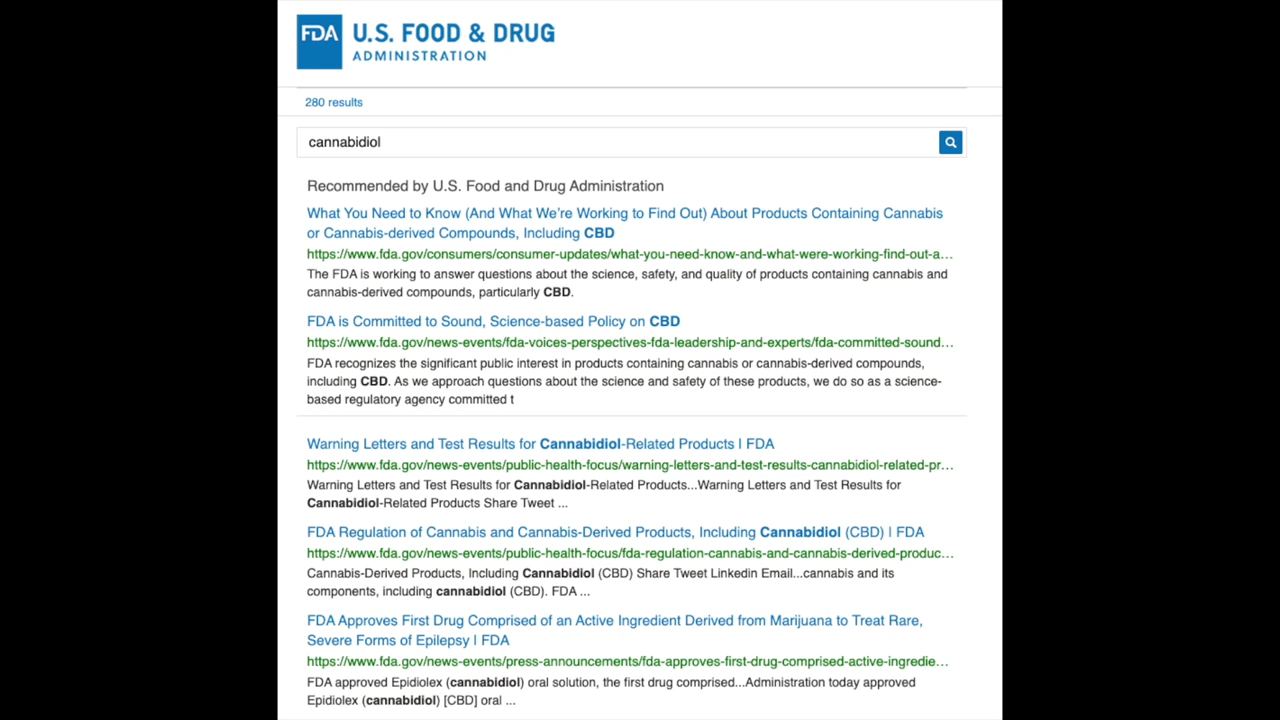 FDA
U.S. FOOD & DRUG
ADMINISTRATION
280 results
cannabidiol
Recommended by U.S. Food and Drug Administration
What You Need to Know (And What We’re Working to Find Out) About Products Containing Cannabis
or Cannabis-derived Compounds, Including CBD
https://www.fda.gov/consumers/consumer-updates/what-you-need-know-and-what-were-working-find-out-a…
The FDA is working to answer questions about the science, safety, and quality of products containing cannabis and
cannabis-derived compounds, particularly CBD.
FDA is Committed to Sound, Science-based Policy on CBD
https://www.fda.gov/news-events/fda-voices-perspectives-fda-leadership-and-experts/fda-committed-sound…
FDA recognizes the significant public interest in products containing cannabis or cannabis-derived compounds,
including CBD. As we approach questions about the science and safety of these products, we do so as a science-
based regulatory agency committed t
Warning Letters and Test Results for Cannabidiol-Related Products | FDA
https://www.fda.gov/news-events/public-health-focus/warning-letters-and-test-results-cannabidiol-related-pr…
Warning Letters and Test Results for Cannabidiol-Related Products...Warning Letters and Test Results for
Cannabidiol-Related Products Share Tweet ...
FDA Regulation of Cannabis and Cannabis-Derived Products, Including Cannabidiol (CBD) | FDA
https://www.fda.gov/news-events/public-health-focus/fda-regulation-cannabis-and-cannabis-derived-produc…
Cannabis-Derived Products, Including Cannabidiol (CBD) Share Tweet Linkedin Email...cannabis and its
components, including cannabidiol (CBD). FDA ...
FDA Approves First Drug Comprised of an Active Ingredient Derived from Marijuana to Treat Rare,
Severe Forms of Epilepsy | FDA
https://www.fda.gov/news-events/press-announcements/fda-approves-first-drug-comprised-active-ingredie…
FDA approved Epidiolex (cannabidiol) oral solution, the first drug comprised...Administration today approved
Epidiolex (cannabidiol) [CBD] oral ...